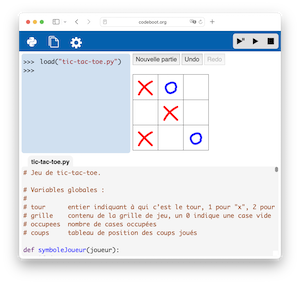 codeboot.org
>>> load("tic-tac-toe.py")
>>>
Nouvelle partie Undo Redo
X O
X
X O
tic-tac-toe.py
# Jeu de tic-tac-toe.
# Variables globales :
#
# tour entier indiquant à qui c'est le tour, 1 pour "x", 2 pour
# grille contenu de la grille de jeu, un 0 indique une case vide
# occupees nombre de cases occupées
# coups tableau de position des coups joués
def symboleJoueur(joueur):